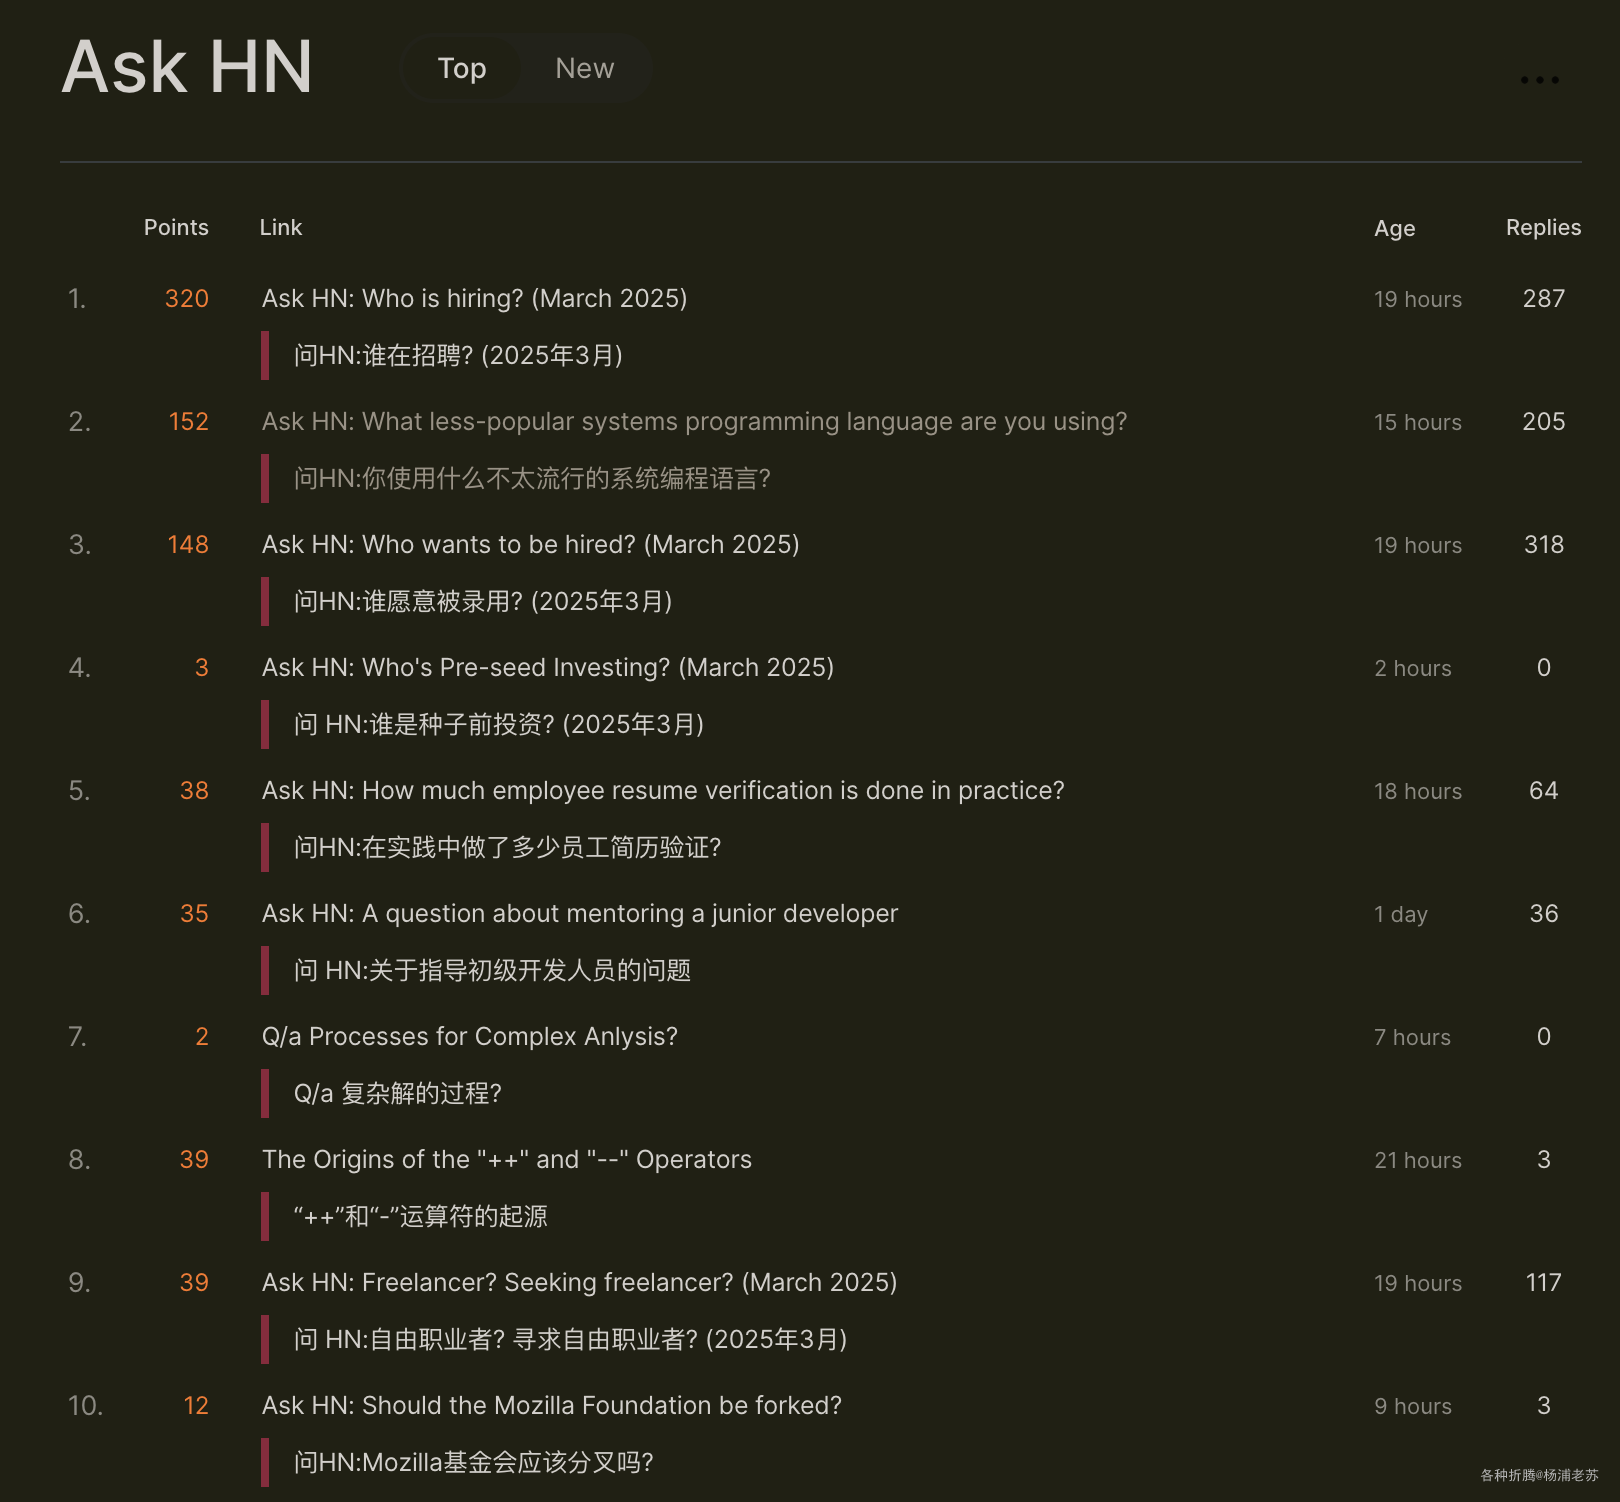 Ask HN Top New ...
Points Link Age Replies
1. 320 Ask HN: Who is hiring? (March 2025) 19 hours 287
问HN:谁在招聘? (2025年3月)
2. 152 Ask HN: What less-popular systems programming language are you using? 15 hours 205
问HN:你使用什么不太流行的系统编程语言?
3. 148 Ask HN: Who wants to be hired? (March 2025) 19 hours 318
问HN:谁愿意被录用? (2025年3月)
4. 3 Ask HN: Who's Pre-seed Investing? (March 2025) 2 hours 0
问 HN:谁是种子前投资? (2025年3月)
5. 38 Ask HN: How much employee resume verification is done in practice? 18 hours 64
问HN:在实践中做了多少员工简历验证?
6. 35 Ask HN: A question about mentoring a junior developer 1 day 36
问 HN:关于指导初级开发人员的问题
7. 2 Q/a Processes for Complex Anlysis? 7 hours 0
Q/a 复杂解的过程?
8. 39 The Origins of the "++" and "--" Operators 21 hours 3
“++”和“-”运算符的起源
9. 39 Ask HN: Freelancer? Seeking freelancer? (March 2025) 19 hours 117
问 HN:自由职业者? 寻求自由职业者? (2025年3月)
10. 12 Ask HN: Should the Mozilla Foundation be forked? 9 hours 3
问HN:Mozilla基金会应该分叉吗?
各种折腾@杨浦老苏